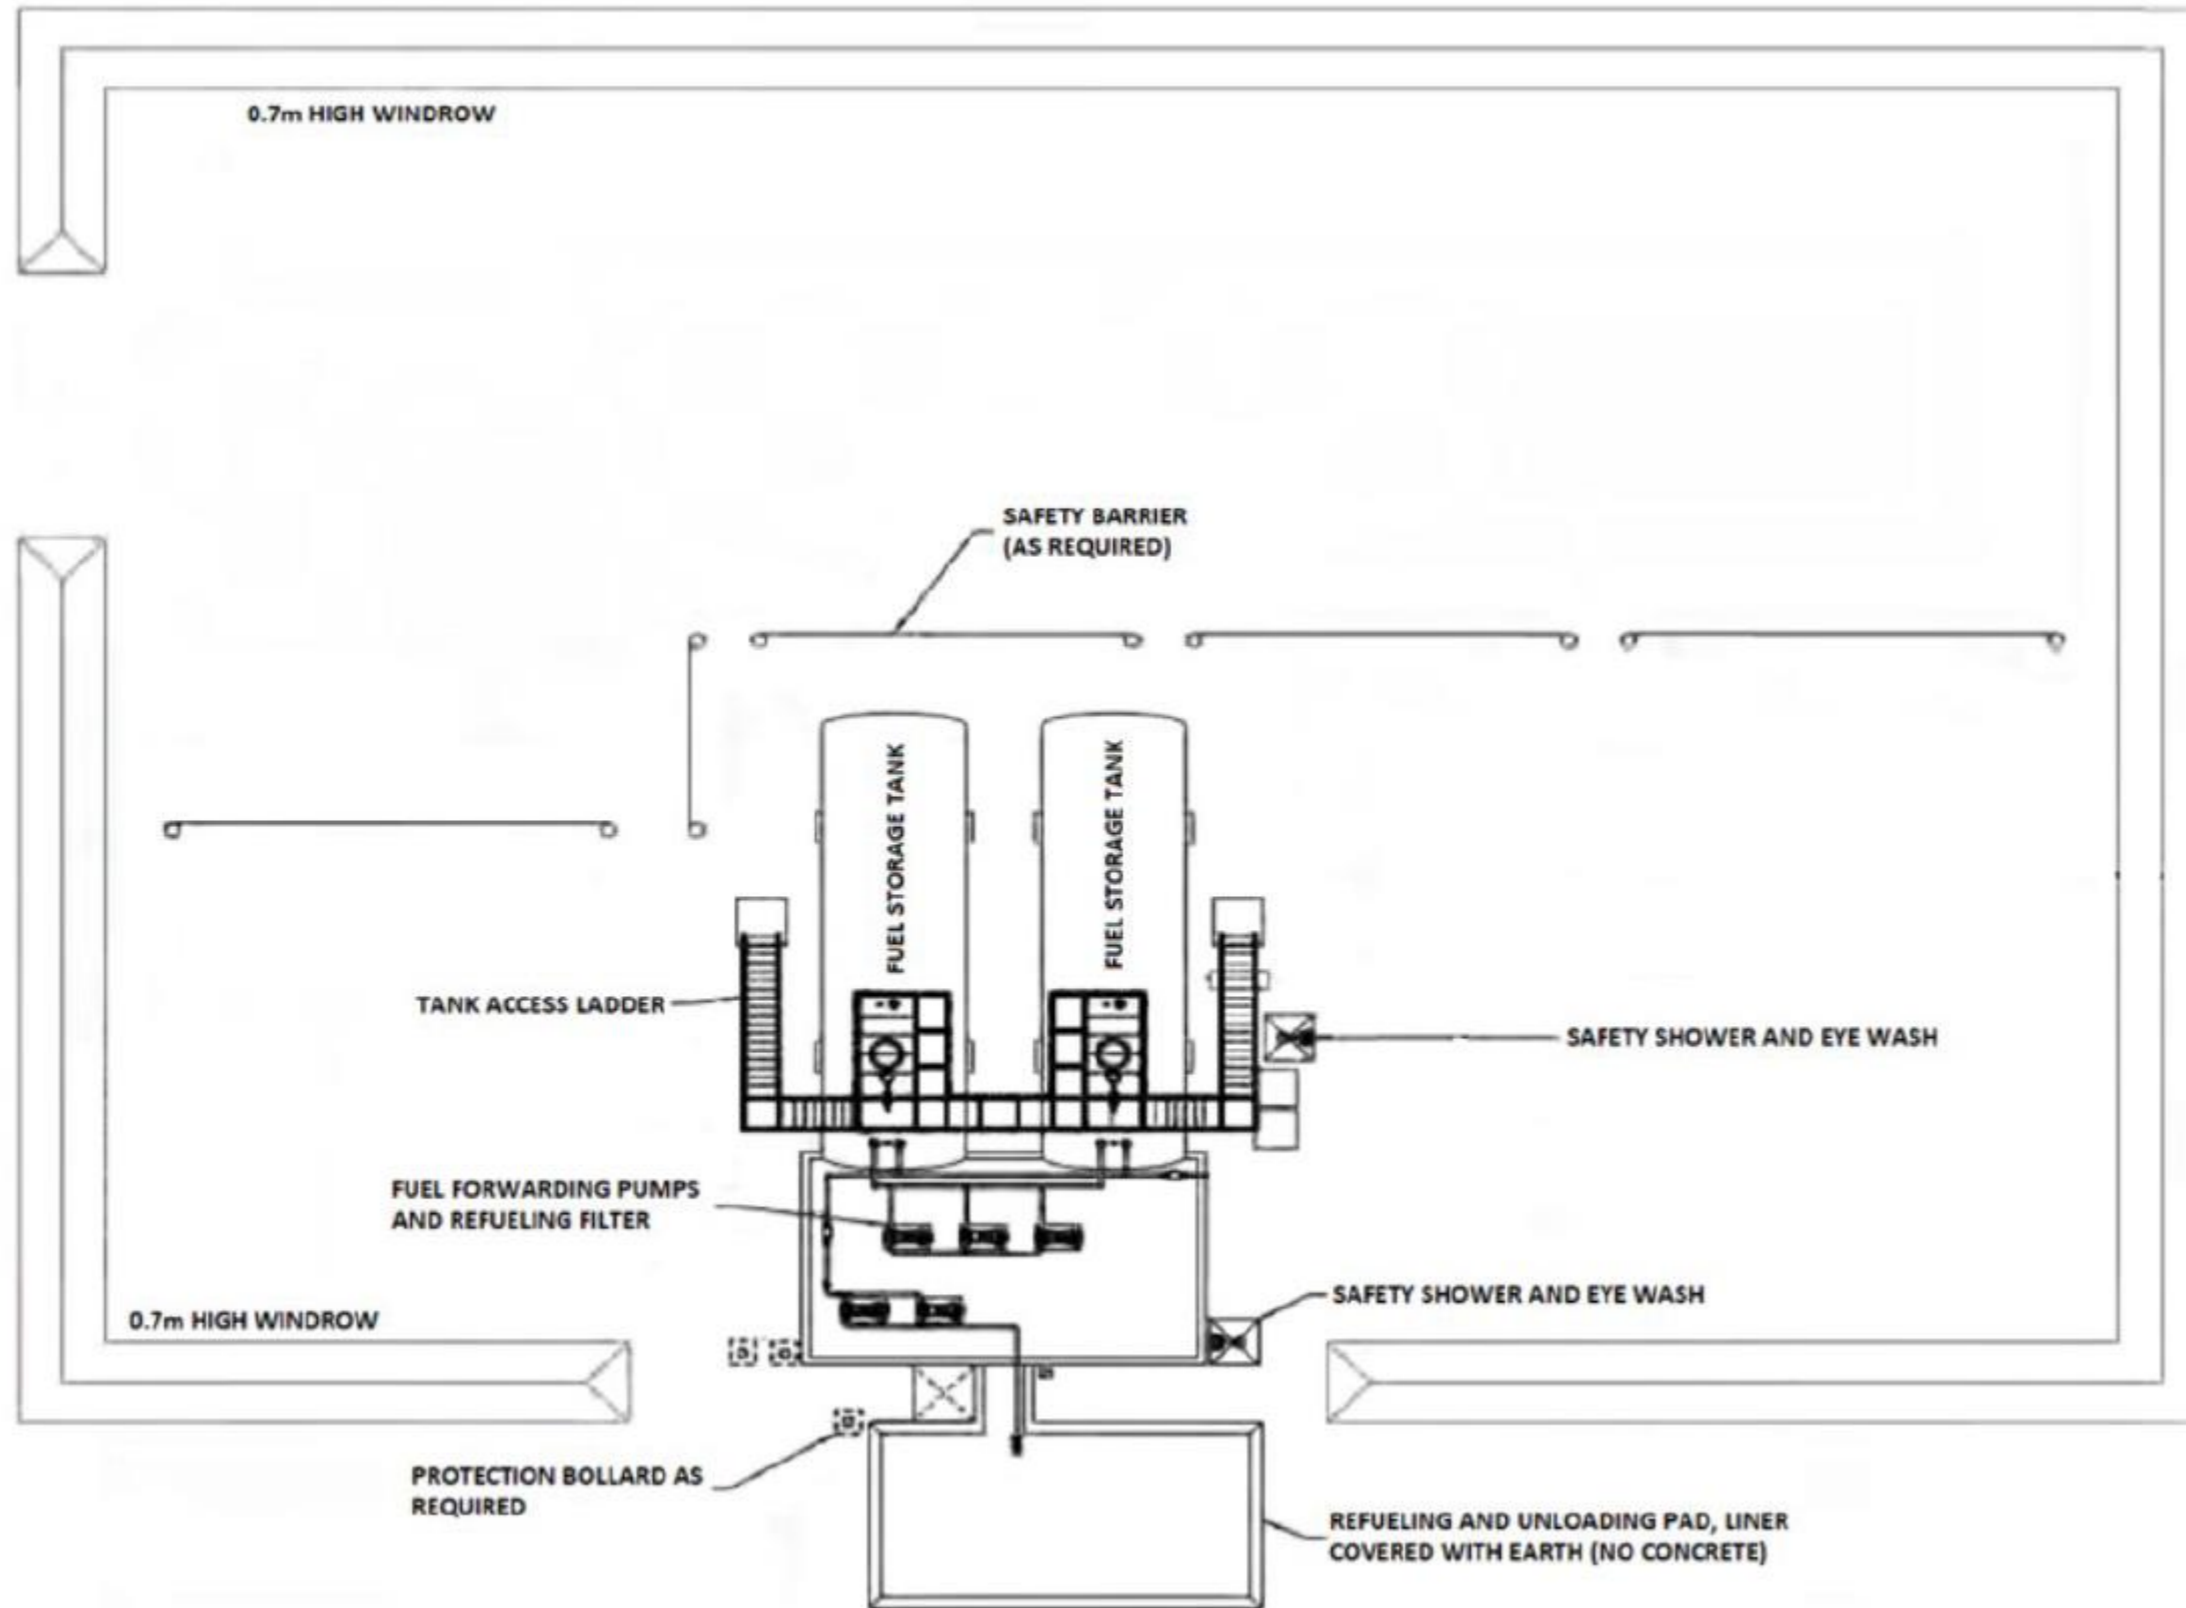 0.7m HIGH WINDROW
SAFETY BARRIER
(AS REQUIRED)
FUEL STORAGE TANK
FUEL STORAGE TANK
TANK ACCESS LADDER
SAFETY SHOWER AND EYE WASH
FUEL FORWARDING PUMPS
AND REFUELING FILTER
SAFETY SHOWER AND EYE WASH
0.7m HIGH WINDROW
PROTECTION BOLLARD AS
REQUIRED
REFUELING AND UNLOADING PAD, LINER
COVERED WITH EARTH (NO CONCRETE)